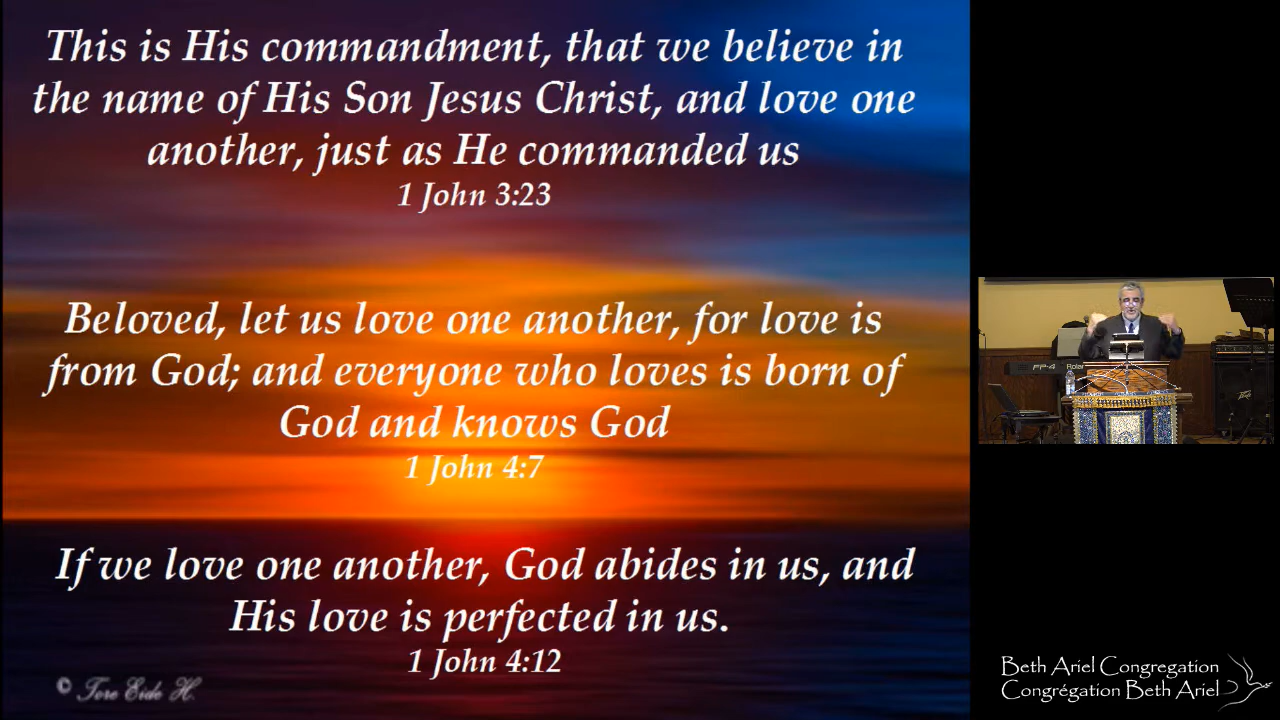 This is His commandment, that we believe in
the name of His Son Jesus Christ, and love one
another, just as He commanded us
1 John 3:23
Beloved, let us love one another, for love is
from God; and everyone who loves is born of
God and knows God
1 John 4:7
If we love one another, God abides in us, and
His love is perfected in us.
1 John 4:12
© Tore Eide H.
FP-4 Roland
PEAVEY
Beth Ariel Congregation
Congrégation Beth Ariel